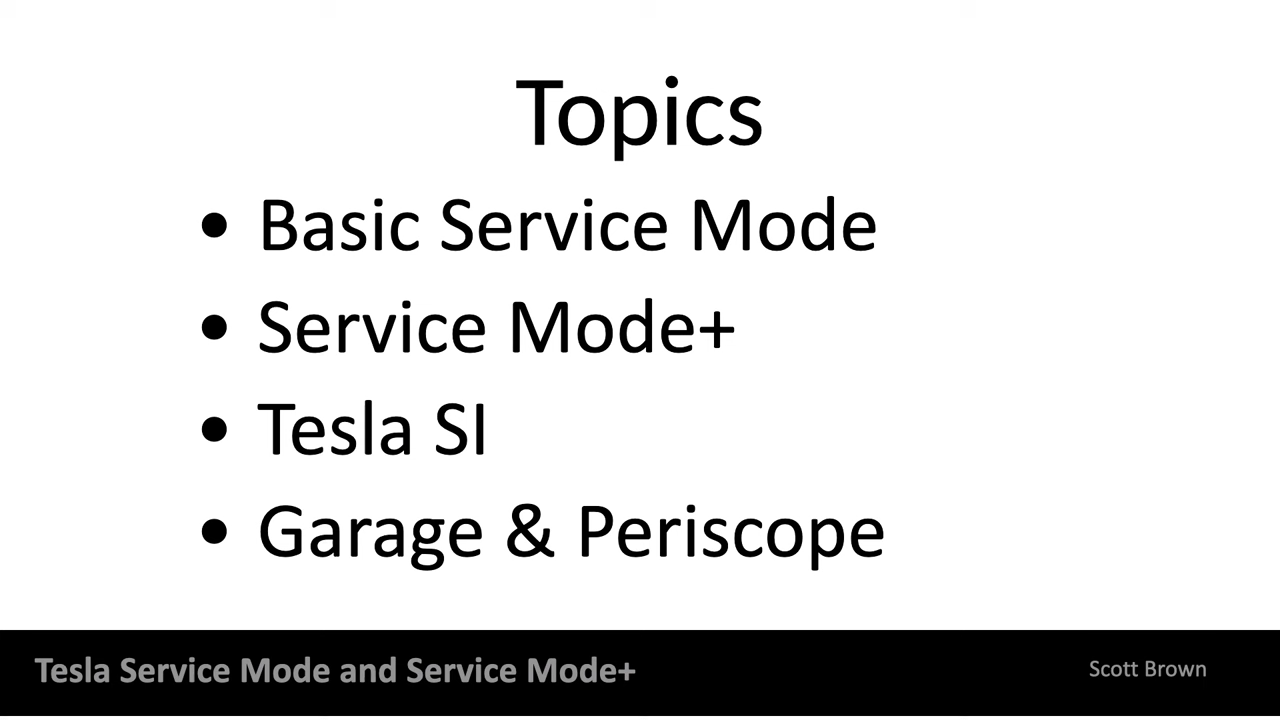 Topics
• Basic Service Mode
• Service Mode+
• Tesla SI
• Garage & Periscope
Tesla Service Mode and Service Mode+
Scott Brown